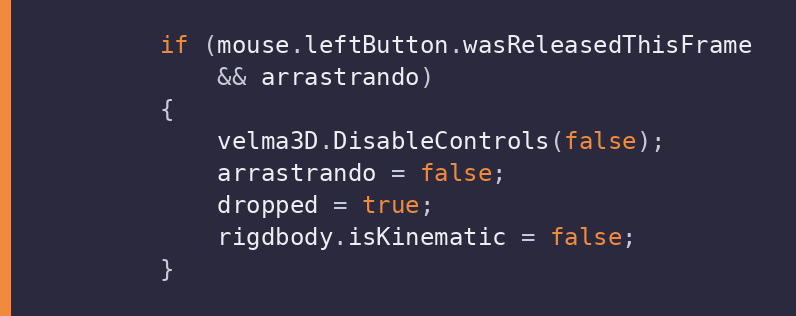 if (mouse.leftButton.wasReleasedThisFrame
&& arrastrando)
{
velma3D.DisableControls(false);
arrastrando = false;
dropped = true;
rigdbody.isKinematic = false;
}